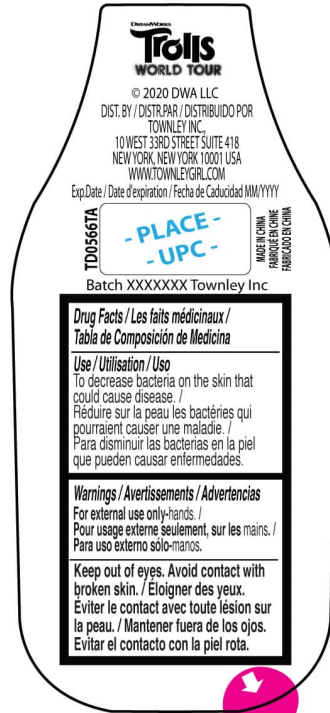 DREAMWORKS
Trolls
WORLD TOUR
© 2020 DWA LLC
DIST. BY / DISTR.PAR / DISTRIBUIDO POR
TOWNLEY INC.,
10 WEST 33RD STREET SUITE 418
NEW YORK, NEW YORK 10001 USA
WWW.TOWNLEYGIRL.COM
Exp.Date / Date d'expiration / Fecha de Caducidad MM/YYYY
TD0566TA
- PLACE -
- UPC -
MADE IN CHINA
FABRIQUÉ EN CHINE
FABRICADO EN CHINA
Batch XXXXXXX Townley Inc
Drug Facts / Les faits médicinaux /
Tabla de Composición de Medicina
Use / Utilisation / Uso
To decrease bacteria on the skin that
could cause disease. /
Réduire sur la peau les bactéries qui
pourraient causer une maladie. /
Para disminuir las bacterias en la piel
que pueden causar enfermedades.
Warnings / Avertissements / Advertencias
For external use only-hands. /
Pour usage externe seulement, sur les mains. /
Para uso externo sólo-manos.
Keep out of eyes. Avoid contact with
broken skin. / Éloigner des yeux.
Éviter le contact avec toute lésion sur
la peau. / Mantener fuera de los ojos.
Evitar el contacto con la piel rota.